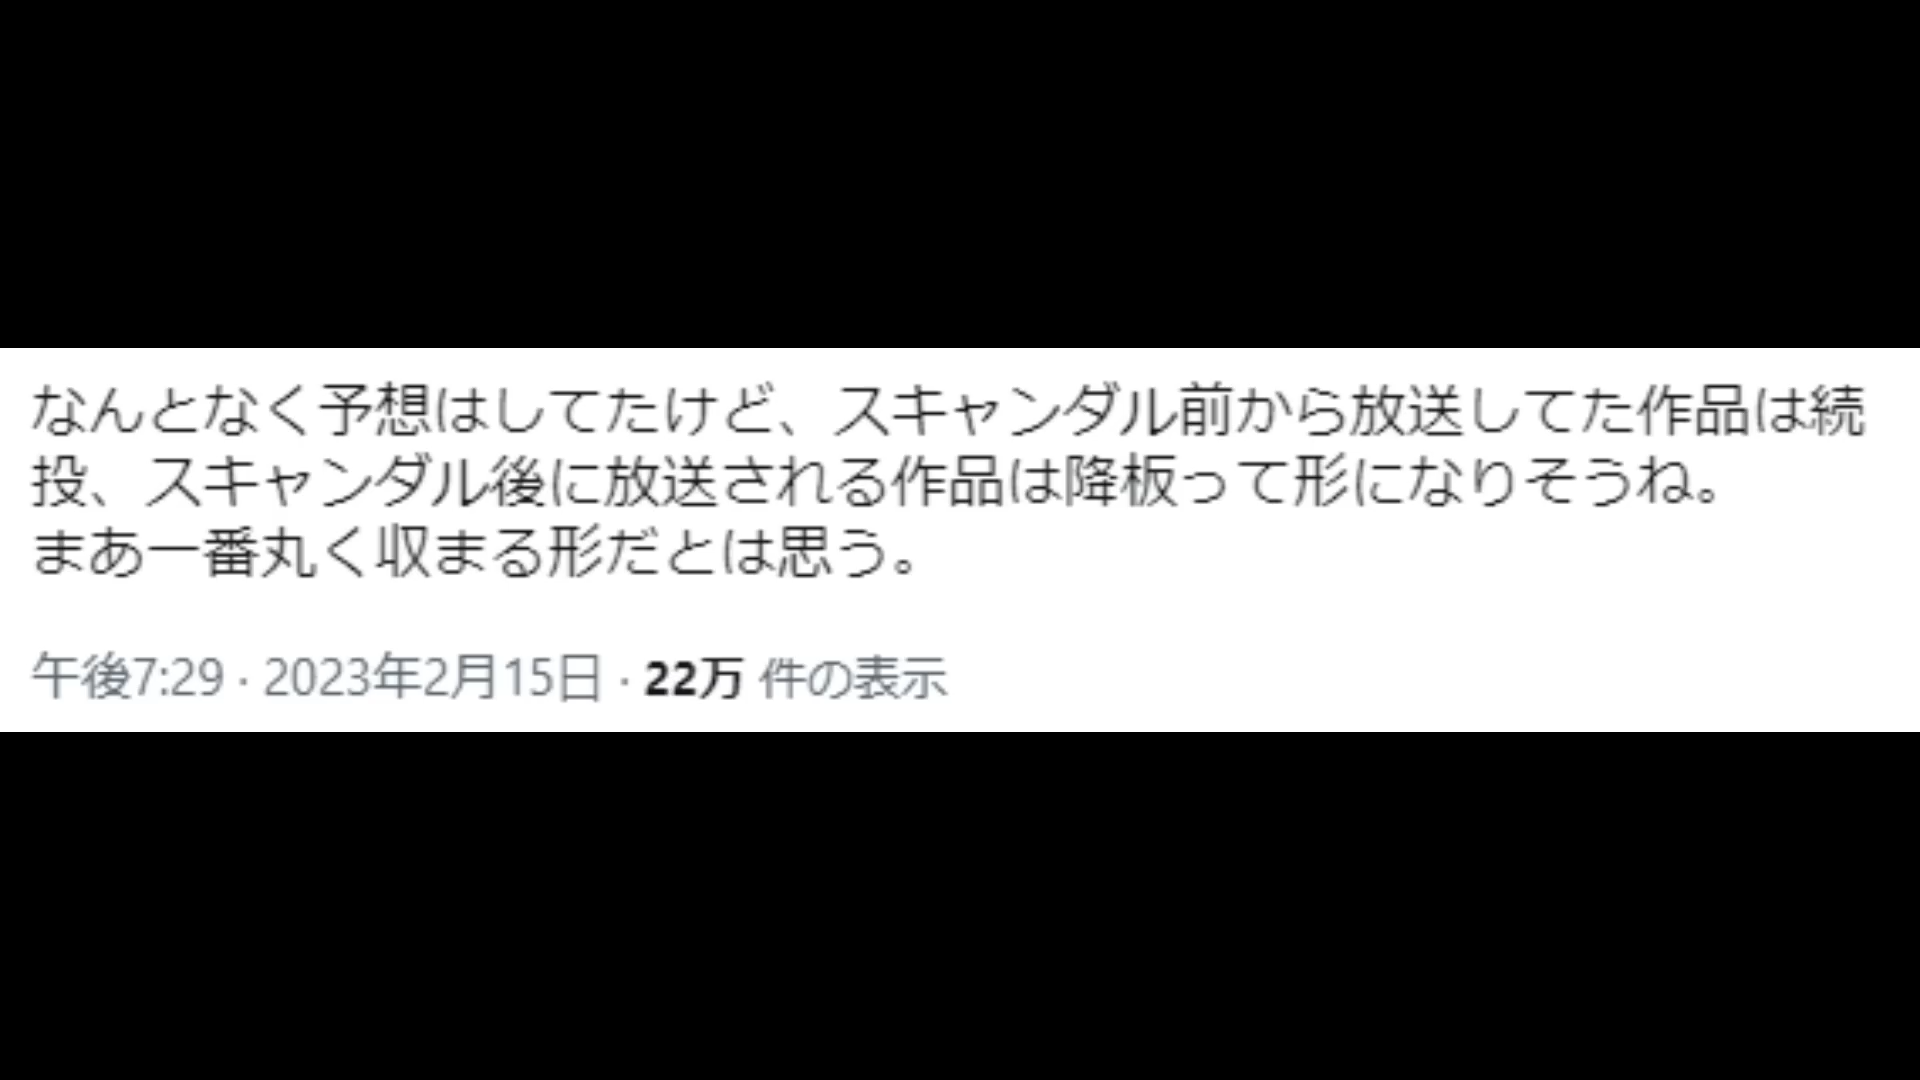 なんとなく予想はしてたけど、スキャンダル前から放送してた作品は続
投、スキャンダル後に放送される作品は降板って形になりそうね。
まあ一番丸く収まる形だとは思う。
午後7:29 · 2023年2月15日 · 22万 件の表示